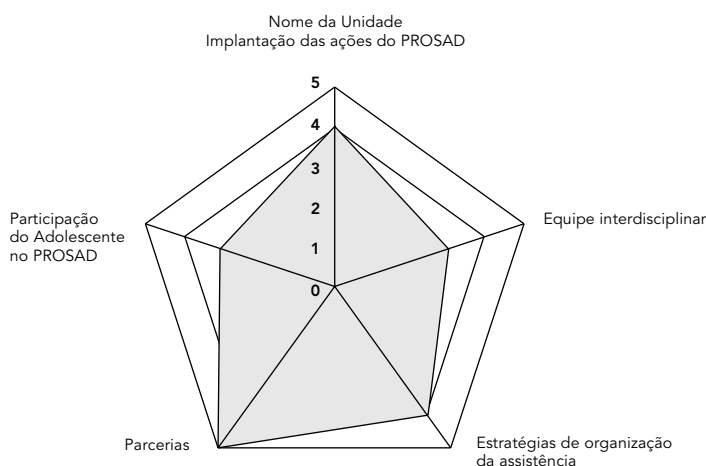 Nome da Unidade
Implantação das ações do PROSAD
5
4
3
2
1
0
Participação
do Adolescente
no PROSAD
Equipe interdisciplinar
Parcerias
Estratégias de organização
da assistência